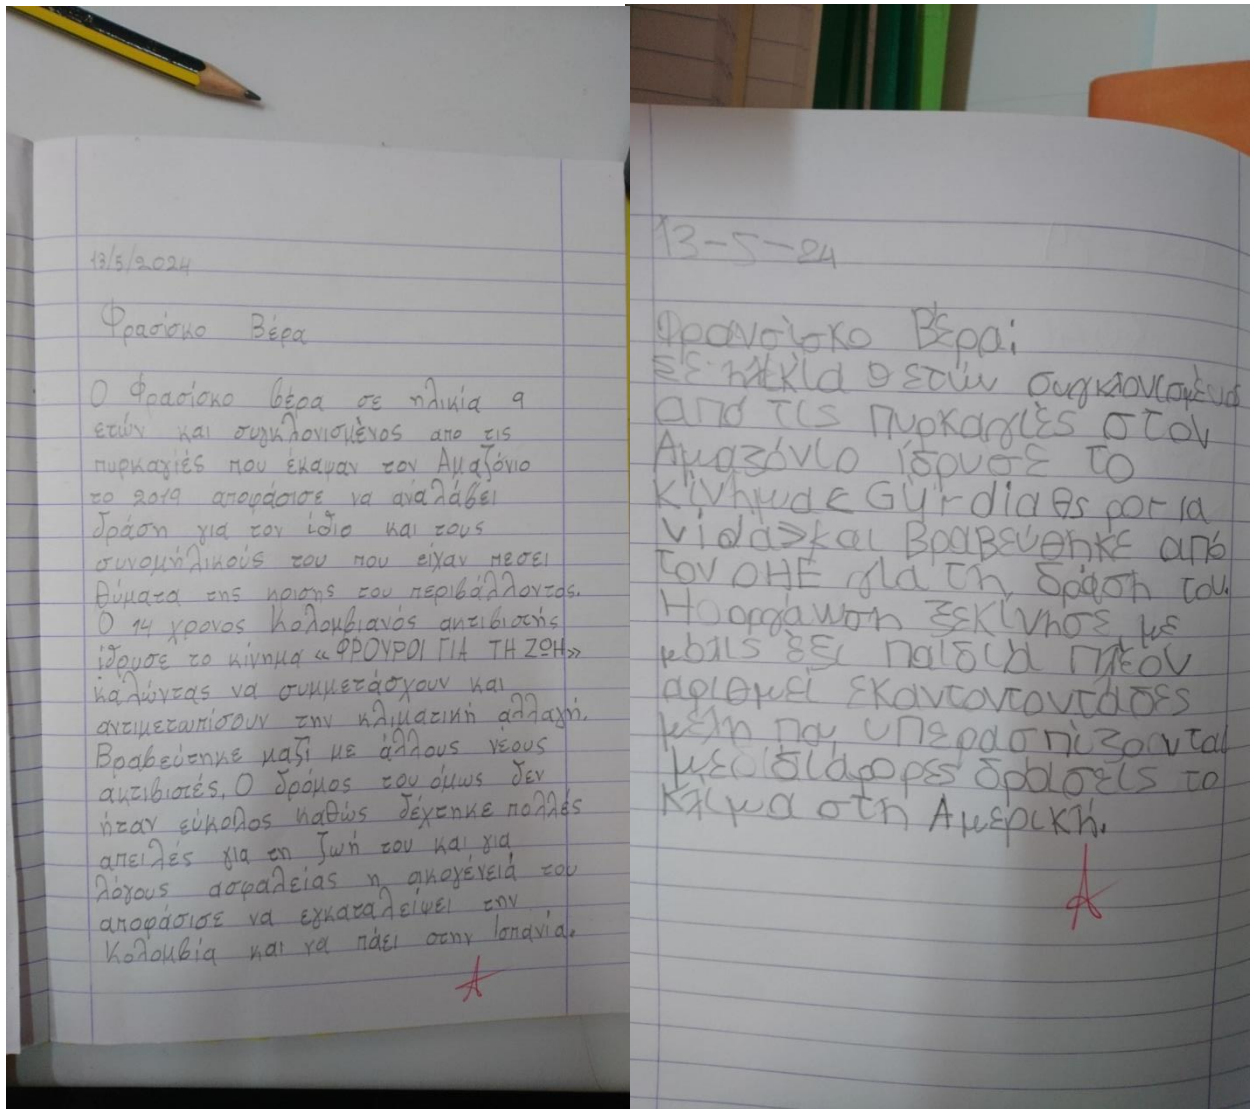 13/5/2024
Φρασίσκο Βέρα
Ο Φρασίσκο βέρα σε ηλικία 9
ετών και συγκλονισμένος απο τις
πυρκαγιές που έκαψαν τον Αμαζόνιο
το 2019 αποφάσισε να αναλάβει
δράση για τον ίδιο και τους
συνομήλικούς του που είχαν πεσει
θύματα της κρισης του περιβάλλοντος.
Ο 14 χρονος Κολομβιανός ακτιβιστής
ίδρυσε το κίνημα «ΦΡΟΥΡΟΙ ΓΙΑ ΤΗ ΖΩΗ»
καλώντας να συμμετάσχουν και
αντιμετωπίσουν την κλιματική αλλαγή.
Βραβεύτηκε μαζί με άλλους νέους
ακτιβιστές. Ο δρόμος του όμως δεν
ήταν εύκολος καθώς δέχτηκε πολλές
απειλές για τη ζωή του και για
λόγους ασφαλείας η οικογένειά του
αποφάσισε να εγκαταλείψει την
Κολομβία και να πάει στην Ισπανία.
Α
13-5-24
Φρανσίσκο Βέρα:
Σε ηλεκία 9 ετών συγκλονισμένος
από τις πυρκαγιές στον
Αμαζόνιο ίδρυσε το
κίνημα < Gurdias por la
vida> και βραβεύθηκε από
τον ΟΗΕ για τη δράση του.
Η οργάνωση ξεκίνησε με
μόλις έξι παιδιά πλέον
αριθμεί
μέλη που υπερασπίζονται
με διάφορες δράσεις το
κλίμα στη Αμερική.
Α